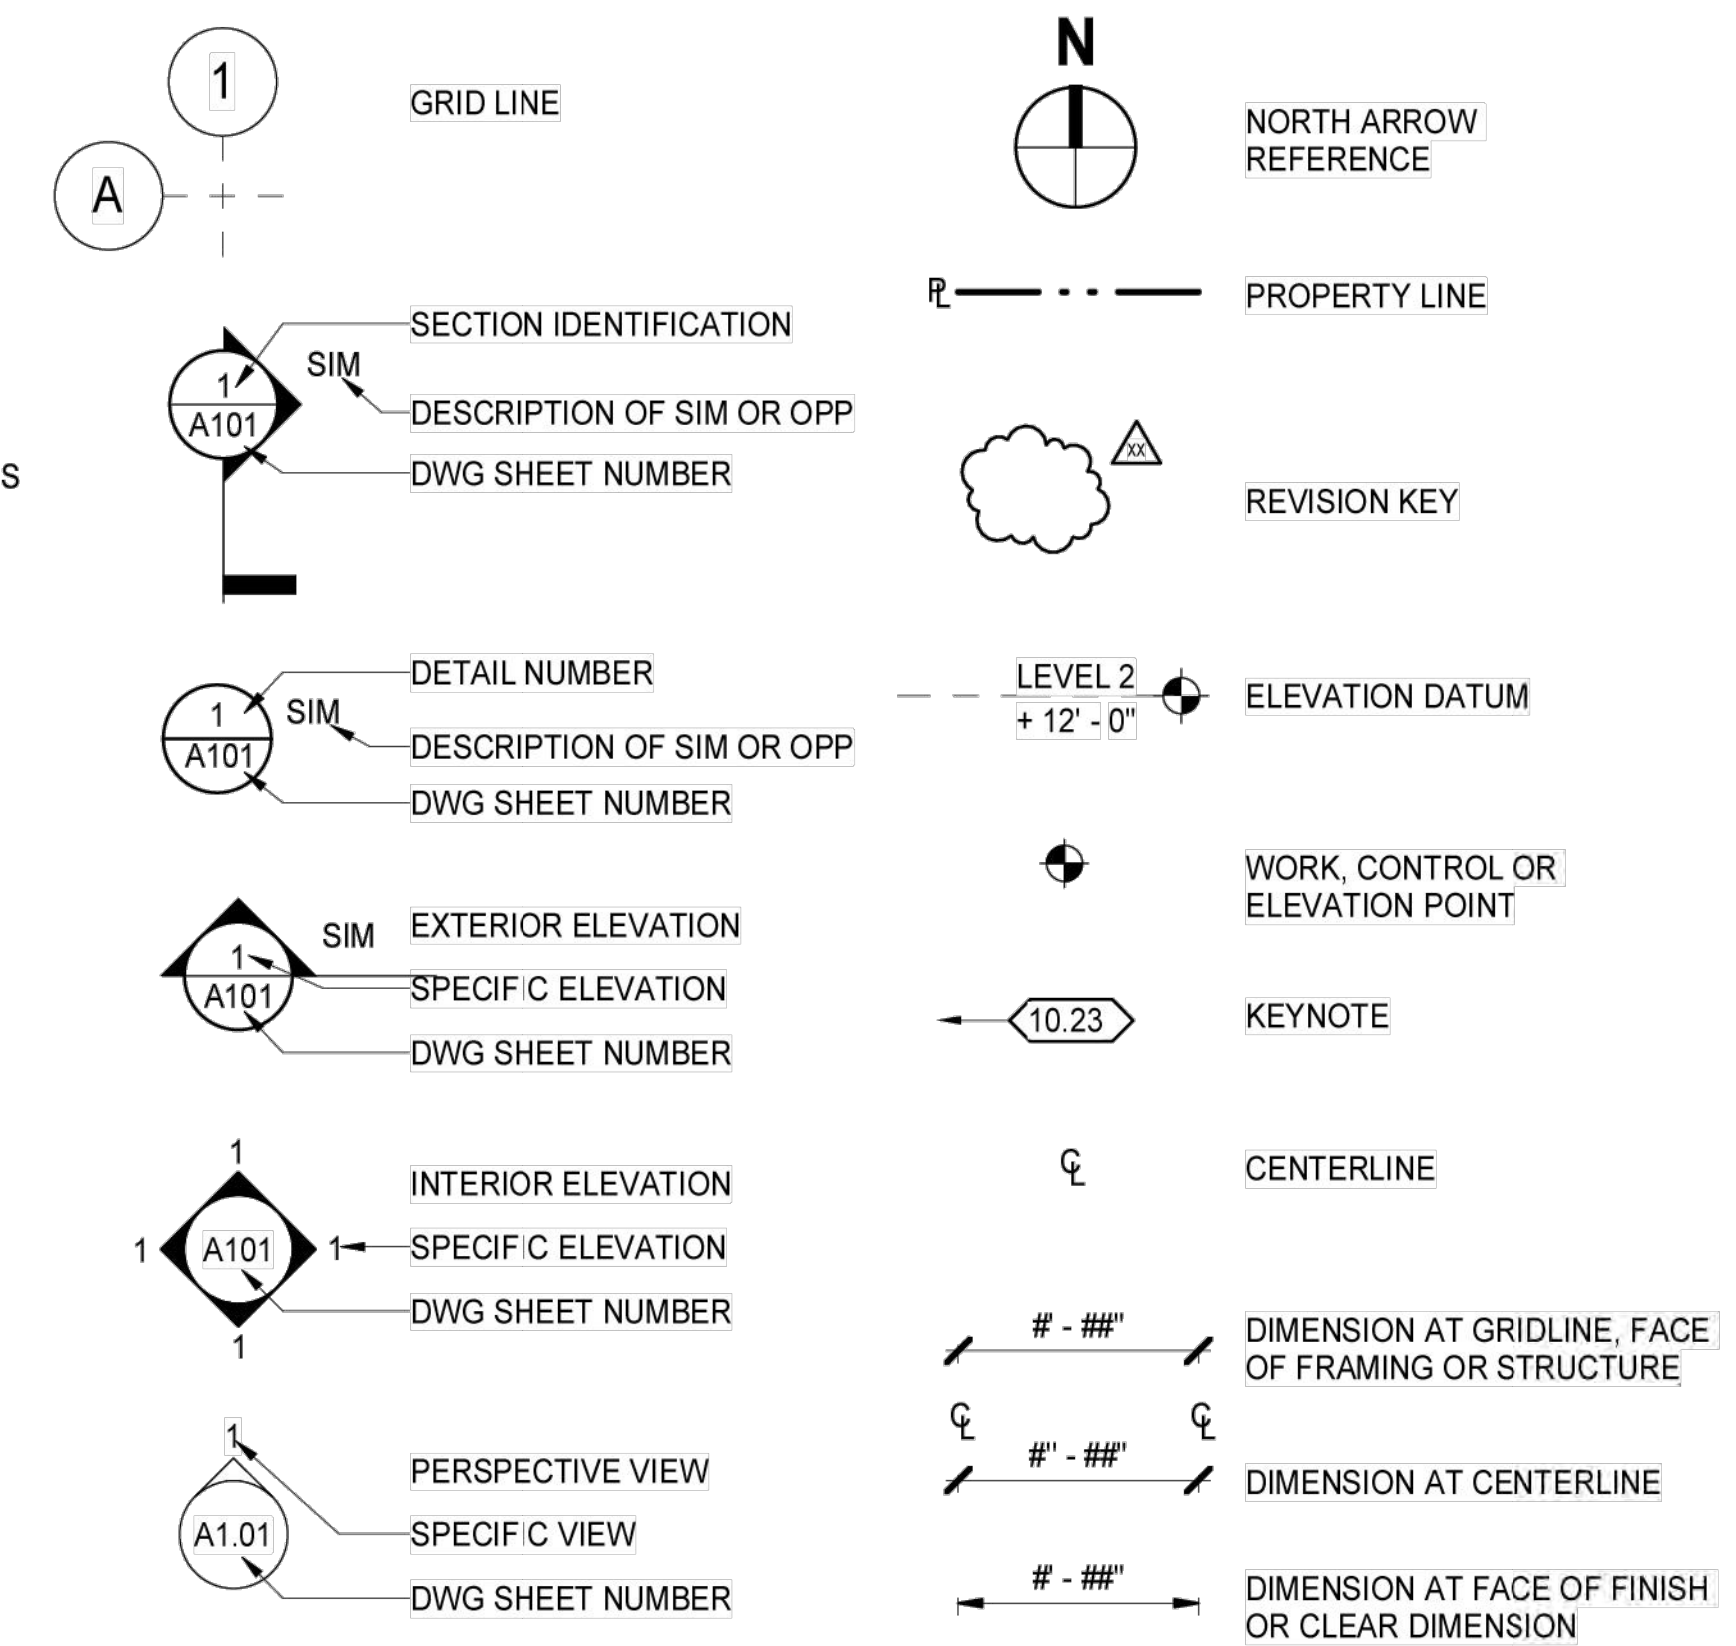 1
GRID LINE
A
SECTION IDENTIFICATION
SIM
1
DESCRIPTION OF SIM OR OPP
A101
DWG SHEET NUMBER
S
DETAIL NUMBER
1
SIM
DESCRIPTION OF SIM OR OPP
A101
DWG SHEET NUMBER
EXTERIOR ELEVATION
SIM
1
SPECIFIC ELEVATION
A101
DWG SHEET NUMBER
1
INTERIOR ELEVATION
1
A101
1
SPECIFIC ELEVATION
DWG SHEET NUMBER
1
1
PERSPECTIVE VIEW
SPECIFIC VIEW
A1.01
DWG SHEET NUMBER
N
NORTH ARROW
REFERENCE
PL
PROPERTY LINE
XX
REVISION KEY
LEVEL 2
+ 12' - 0"
ELEVATION DATUM
WORK, CONTROL OR
ELEVATION POINT
10.23
KEYNOTE
CL
CENTERLINE
#' - ##"
DIMENSION AT GRIDLINE, FACE
OF FRAMING OR STRUCTURE
CL
CL
#" - ##"
DIMENSION AT CENTERLINE
#' - ##"
DIMENSION AT FACE OF FINISH
OR CLEAR DIMENSION